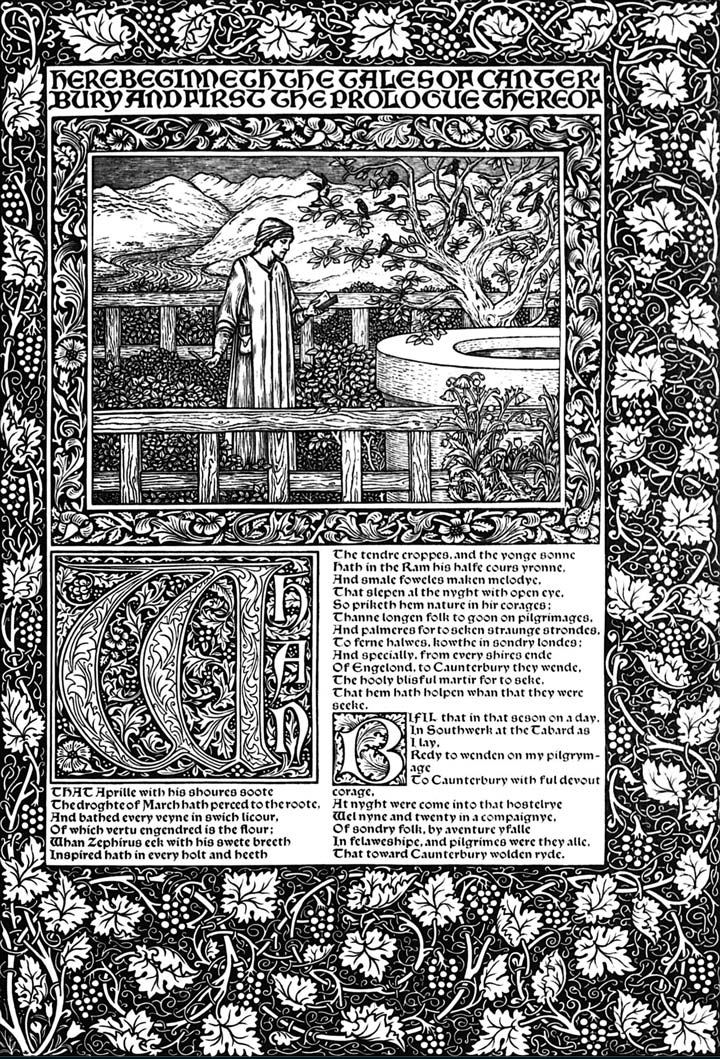 HERE BEGINNETH THE TALES OF CANTER-
BURY AND FIRST THE PROLOGUE THEREOF
WHAN
THAT Aprille with his shoures soote
The droghte of March hath perced to the roote,
And bathed every veyne in swich licour,
Of which vertu engendred is the flour;
Whan Zephirus eek with his swete breeth
Inspired hath in every holt and heeth
The tendre croppes, and the yonge sonne
Hath in the Ram his halfe cours yronne,
And smale foweles maken melodye,
That slepen al the nyght with open eye,
So priketh hem nature in hir corages;
Thanne longen folk to goon on pilgrimages,
And palmeres for to seken straunge strondes,
To ferne halwes, kowthe in sondry londes;
And specially, from every shires ende
Of Engelond, to Caunterbury they wende,
The hooly blisful martir for to seke,
That hem hath holpen whan that they were
seeke.
BIFIL that in that seson on a day,
In Southwerk at the Tabard as
I lay,
Redy to wenden on my pilgrym-
age
To Caunterbury with ful devout
corage,
At nyght were come into that hostelrye
Wel nyne and twenty in a compaignye,
Of sondry folk, by aventure yfalle
In felaweshipe, and pilgrimes were they alle,
That toward Caunterbury wolden ryde.